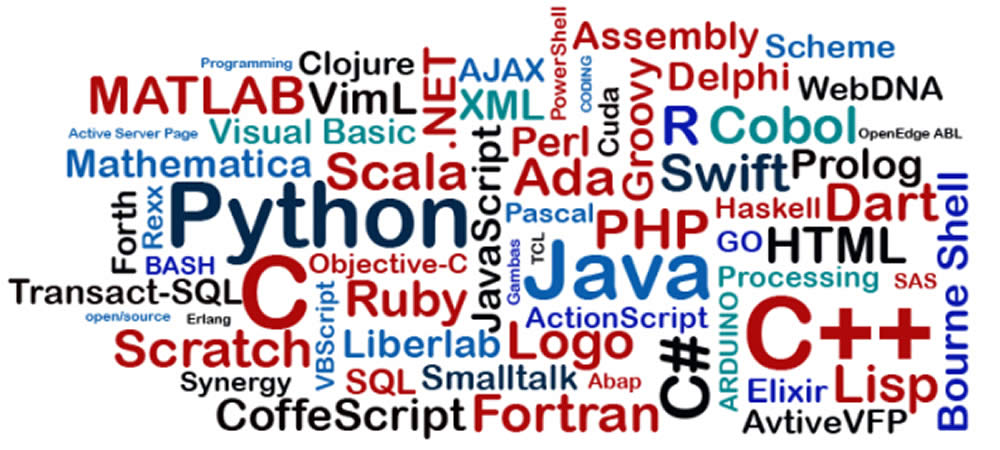 Programming
Clojure
.NET
AJAX
PowerShell
CODING
Assembly
Scheme
MATLAB
VimL
XML
Cuda
Groovy
Delphi
WebDNA
Active Server Page
Visual Basic
JavaScript
Perl
R
Cobol
OpenEdge ABL
Mathematica
Scala
Ada
Swift
Prolog
Forth
Rexx
Python
Pascal
PHP
Haskell
Dart
Bourne Shell
BASH
Objective-C
Gambas
TCL
Java
GO
HTML
Transact-SQL
C
Ruby
Processing
SAS
open/source
Erlang
VBScript
ActionScript
ARDUINO
C++
Scratch
Liberlab
Logo
C#
Synergy
SQL
Smalltalk
Abap
Elixir
Lisp
CoffeScript
Fortran
AvtiveVFP